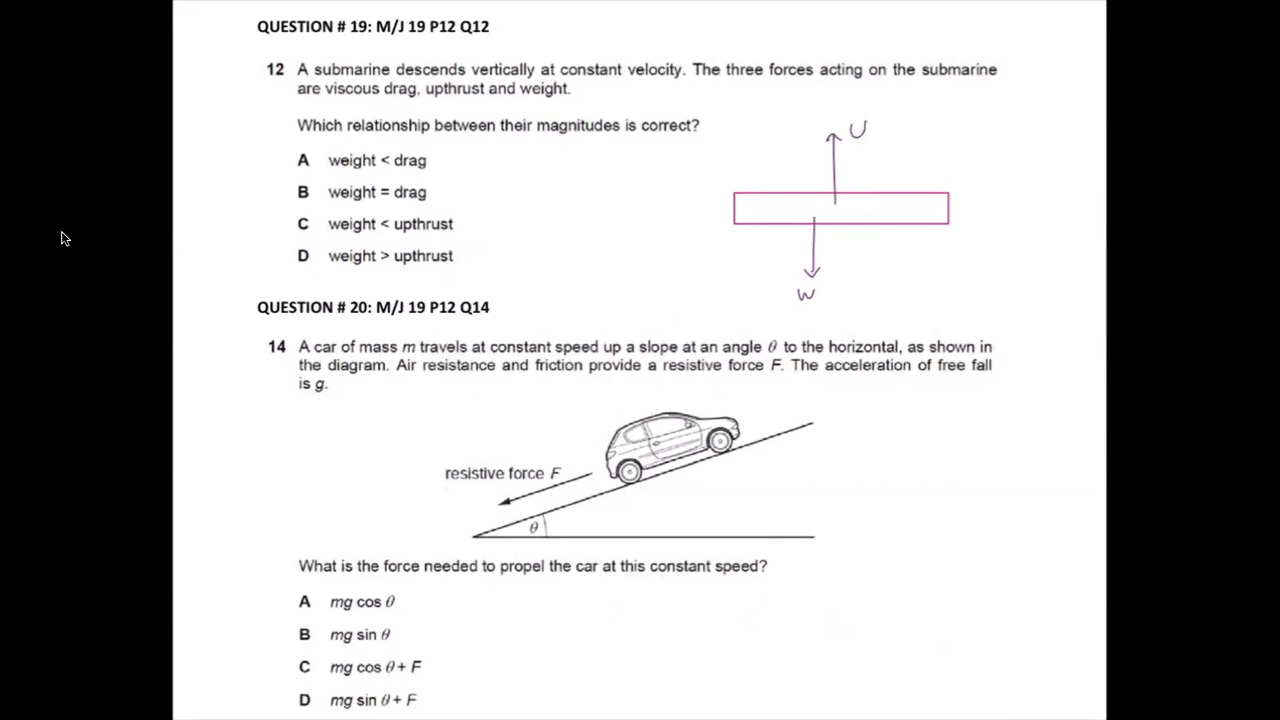 QUESTION # 19: M/J 19 P12 Q12
12 A submarine descends vertically at constant velocity. The three forces acting on the submarine
are viscous drag, upthrust and weight.
Which relationship between their magnitudes is correct?
U
A weight < drag
B weight = drag
C weight < upthrust
D weight > upthrust
W
QUESTION # 20: M/J 19 P12 Q14
14 A car of mass m travels at constant speed up a slope at an angle θ to the horizontal, as shown in
the diagram. Air resistance and friction provide a resistive force F. The acceleration of free fall
is g.
resistive force F
θ
What is the force needed to propel the car at this constant speed?
A mg cos θ
B mg sin θ
C mg cos θ + F
D mg sin θ + F